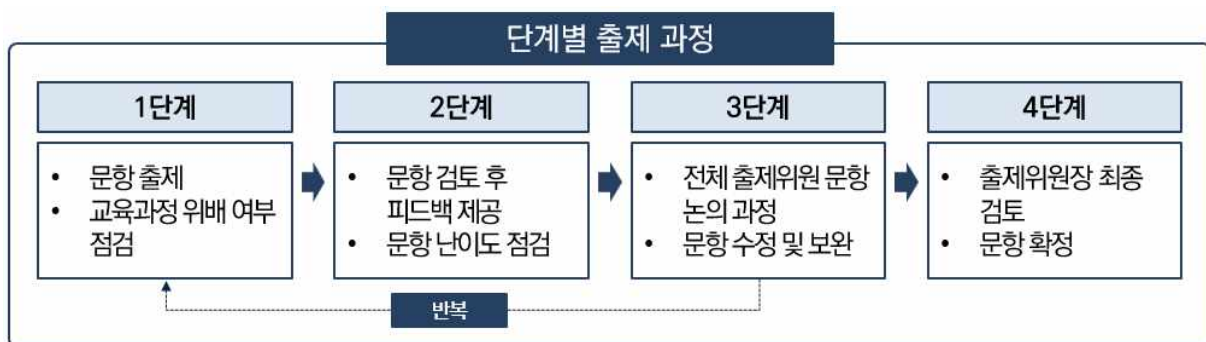 단계별 출제 과정
1단계
• 문항 출제
• 교육과정 위배 여부
점검
2단계
• 문항 검토 후
피드백 제공
• 문항 난이도 점검
3단계
• 전체 출제위원 문항
논의 과정
• 문항 수정 및 보완
4단계
• 출제위원장 최종
검토
• 문항 확정
반복